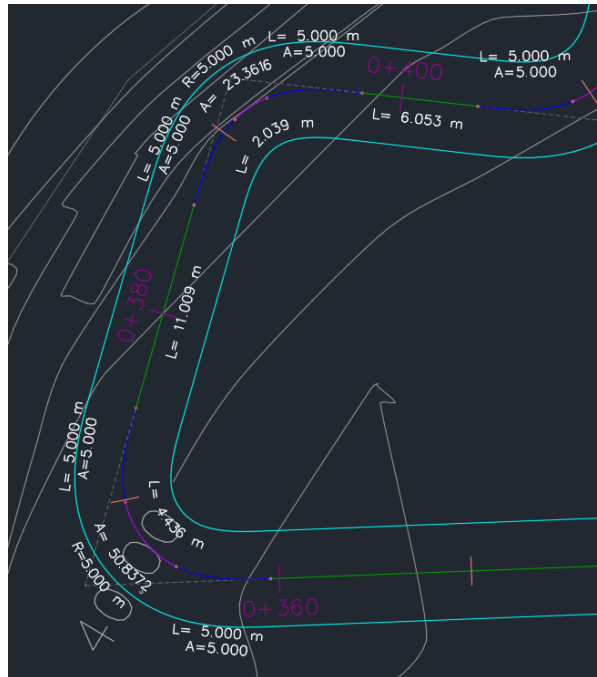 L= 5.000 m
A=5.000
L= 5.000 m
A=5.000
R=5.000 m
A= 23.3616
0+400
L= 6.053 m
L= 5.000 m
A=5.000
L= 2.039 m
0+380
L= 11.009 m
L= 5.000 m
A=5.000
L= 4.436 m
A= 50.8372
R=5.000 m
0+360
L= 5.000 m
A=5.000